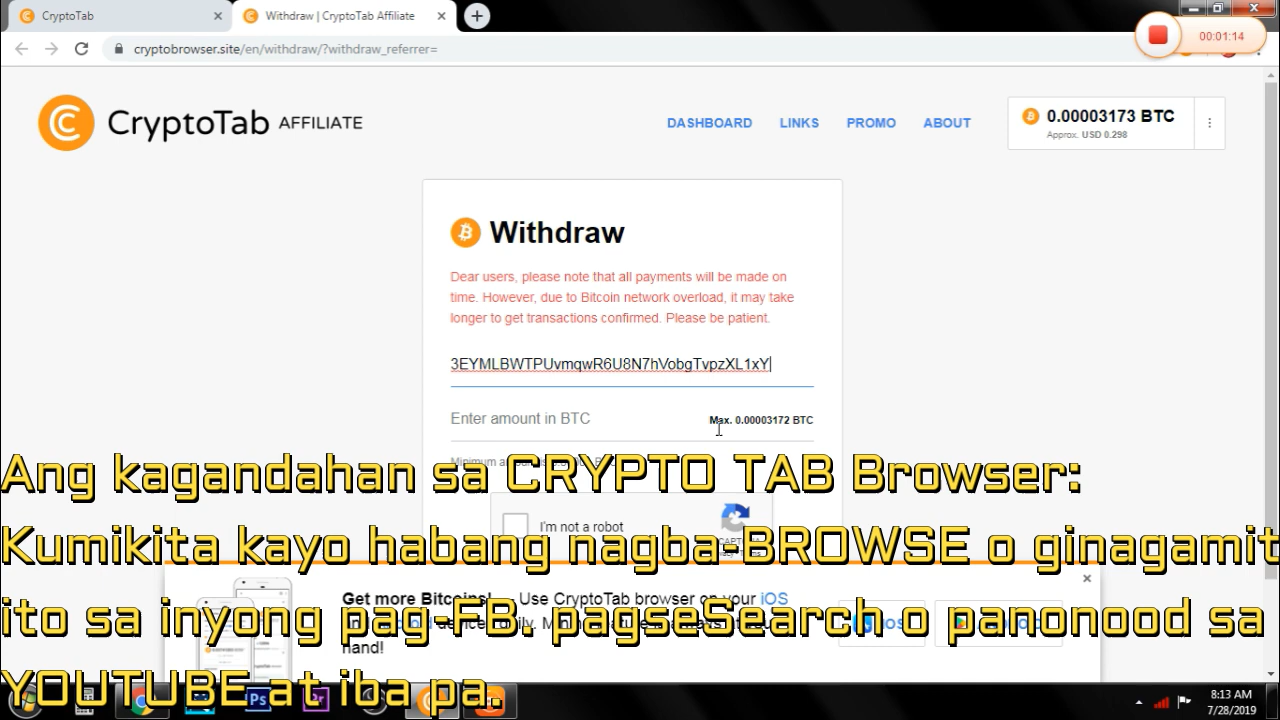 CryptoTab
Withdraw | CryptoTab Affiliate
cryptobrowser.site/en/withdraw/?withdraw_referrer=
00:01:14
CryptoTab AFFILIATE
DASHBOARD LINKS PROMO ABOUT
0.00003173 BTC
Approx. USD 0.298
Withdraw
Dear users, please note that all payments will be made on
time. However, due to Bitcoin network overload, it may take
longer to get transactions confirmed. Please be patient.
3EYMLBWTPUvmqwR6U8N7hVobgTvpzXL1xY
Enter amount in BTC
Max. 0.00003172 BTC
Minimum
Ang kagandahan sa CRYPTO TAB Browser:
I'm not a robot
Kumikita kayo habang nagba-BROWSE o ginagamit
Get more Bitcoins! Use CryptoTab browser on your iOS
ito sa inyong pag-FB. pagseSearch o panonood sa
hand!
YOUTUBE at iba pa.
Ps
Pr
8:13 AM
7/28/2019